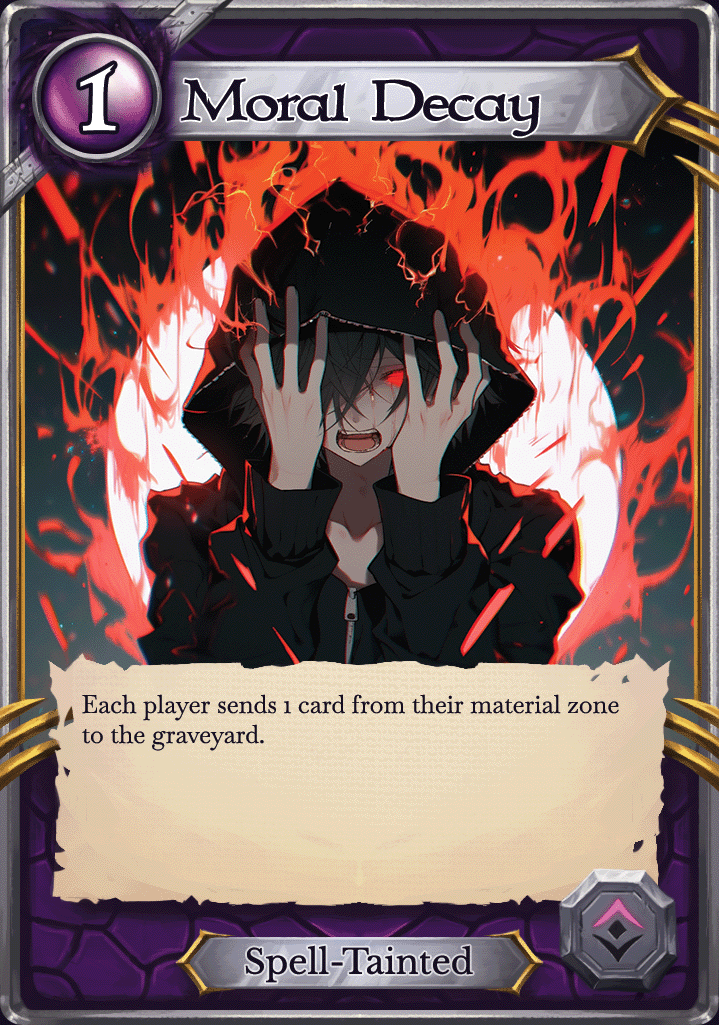 1
Moral Decay
Each player sends 1 card from their material zone
to the graveyard.
Spell-Tainted